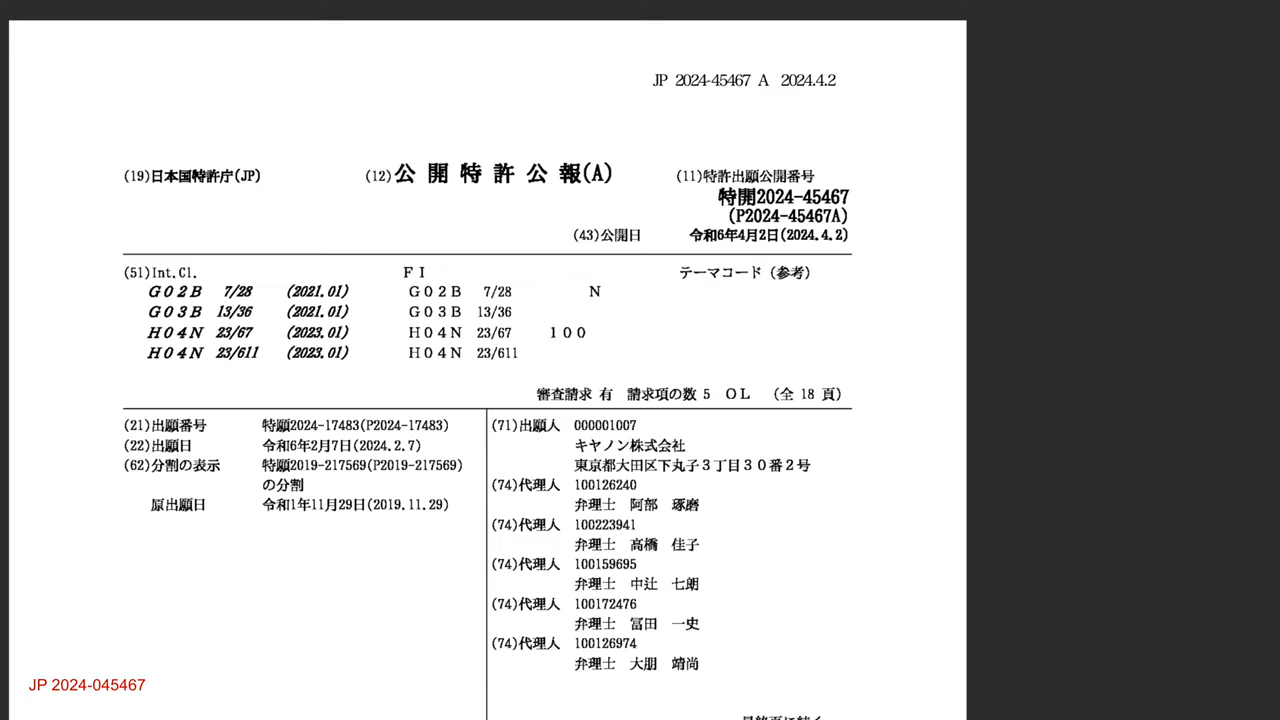 JP 2024-45467 A 2024.4.2
(19)日本国特許庁(JP) (12)公開特許公報(A) (11)特許出願公開番号
特開2024-45467
(P2024-45467A)
(43)公開日 令和6年4月2日(2024.4.2)
(51)Int.Cl. FI テーマコード（参考）
G02B 7/28 (2021.01) G02B 7/28 N
G03B 13/36 (2021.01) G03B 13/36
H04N 23/67 (2023.01) H04N 23/67 100
H04N 23/611 (2023.01) H04N 23/611
審査請求 有 請求項の数 5 OL （全 18 頁）
(21)出願番号 特願2024-17483(P2024-17483)
(22)出願日 令和6年2月7日(2024.2.7)
(62)分割の表示 特願2019-217569(P2019-217569)
の分割
原出願日 令和1年11月29日(2019.11.29)
(71)出願人 000001007
キヤノン株式会社
東京都大田区下丸子３丁目３０番２号
(74)代理人 100126240
弁理士 阿部 琢磨
(74)代理人 100223941
弁理士 高橋 佳子
(74)代理人 100159695
弁理士 中辻 七朗
(74)代理人 100172476
弁理士 冨田 一史
(74)代理人 100126974
弁理士 大朋 靖尚
JP 2024-045467